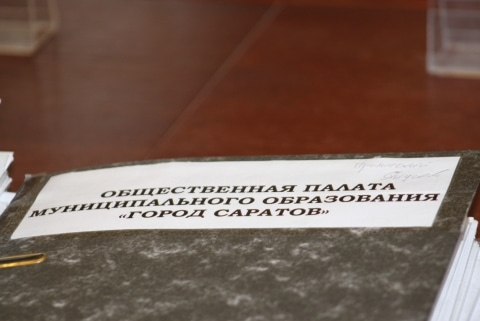 ОБЩЕСТВЕННАЯ ПАЛАТА
МУНИЦИПАЛЬНОГО ОБРАЗОВАНИЯ
«ГОРОД САРАТОВ»